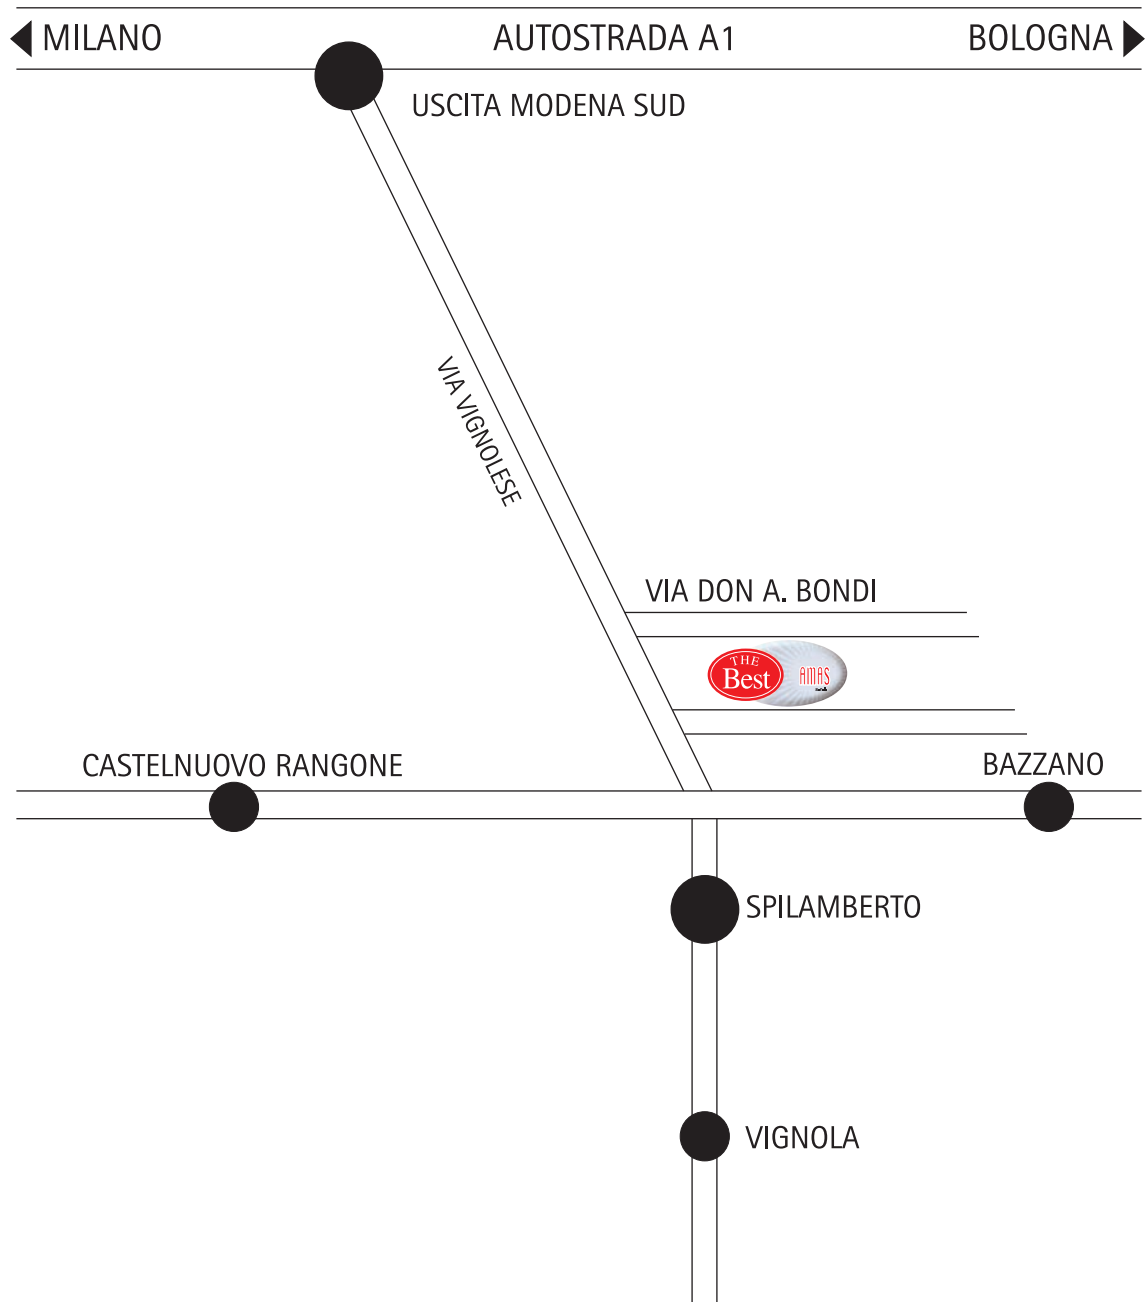 MILANO
AUTOSTRADA A1
BOLOGNA
USCITA MODENA SUD
VIA VIGNOLESE
VIA DON A. BONDI
THE
Best
AMAS
CASTELNUOVO RANGONE
BAZZANO
SPILAMBERTO
VIGNOLA